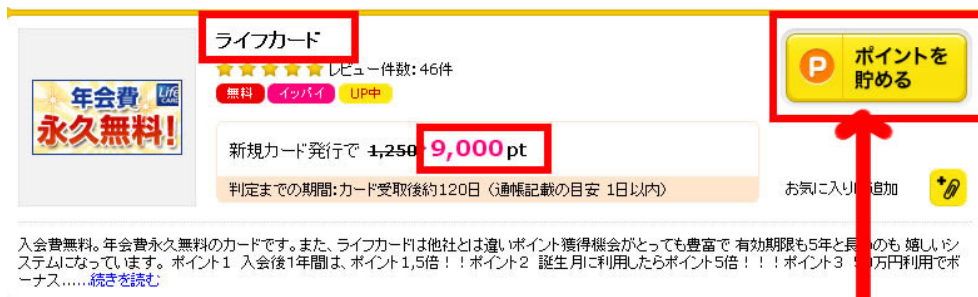 ライフカード
レビュー件数:46件
無料 イッパイ UP中
年会費
LIFE CARD
永久無料!
新規カード発行で 1,250 9,000pt
判定までの期間:カード受取後約120日(通帳記載の目安 1日以内)
P ポイントを
貯める
お気に入り 追加
入会費無料。年会費永久無料のカードです。また、ライフカードは他社とは違いポイント獲得機会がとっても豊富で 有効期限も5年と長 のも 嬉しいシ
ステムになっています。 ポイント1 入会後1年間は、ポイント1,5倍!!ポイント2 誕生月に利用したらポイント5倍!!!ポイント3 万円利用でボ
ーナス......続きを読む